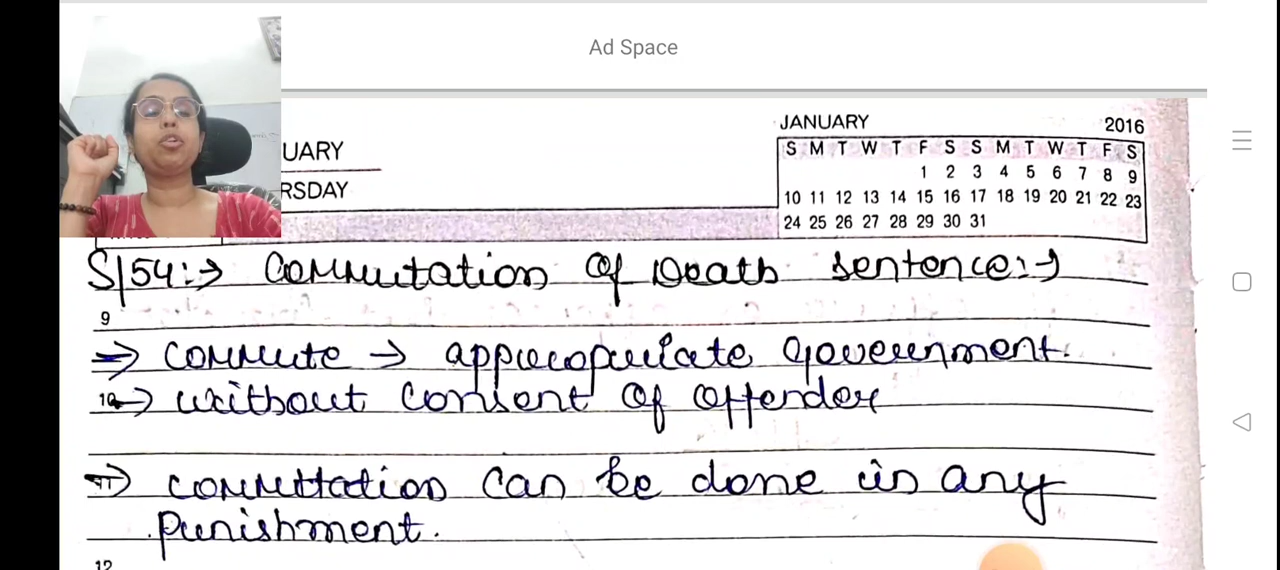 Ad Space
JANUARY 2016
UARY
S M T W T F S S M T W T F S
1 2 3 4 5 6 7 8 9
RSDAY
10 11 12 13 14 15 16 17 18 19 20 21 22 23
24 25 26 27 28 29 30 31
S/54:→ Commutation of Death sentence:→
9
⇒ commute → appropriate government.
10 → without consent of offender
11 ⇒ commutation can be done in any
punishment.
12